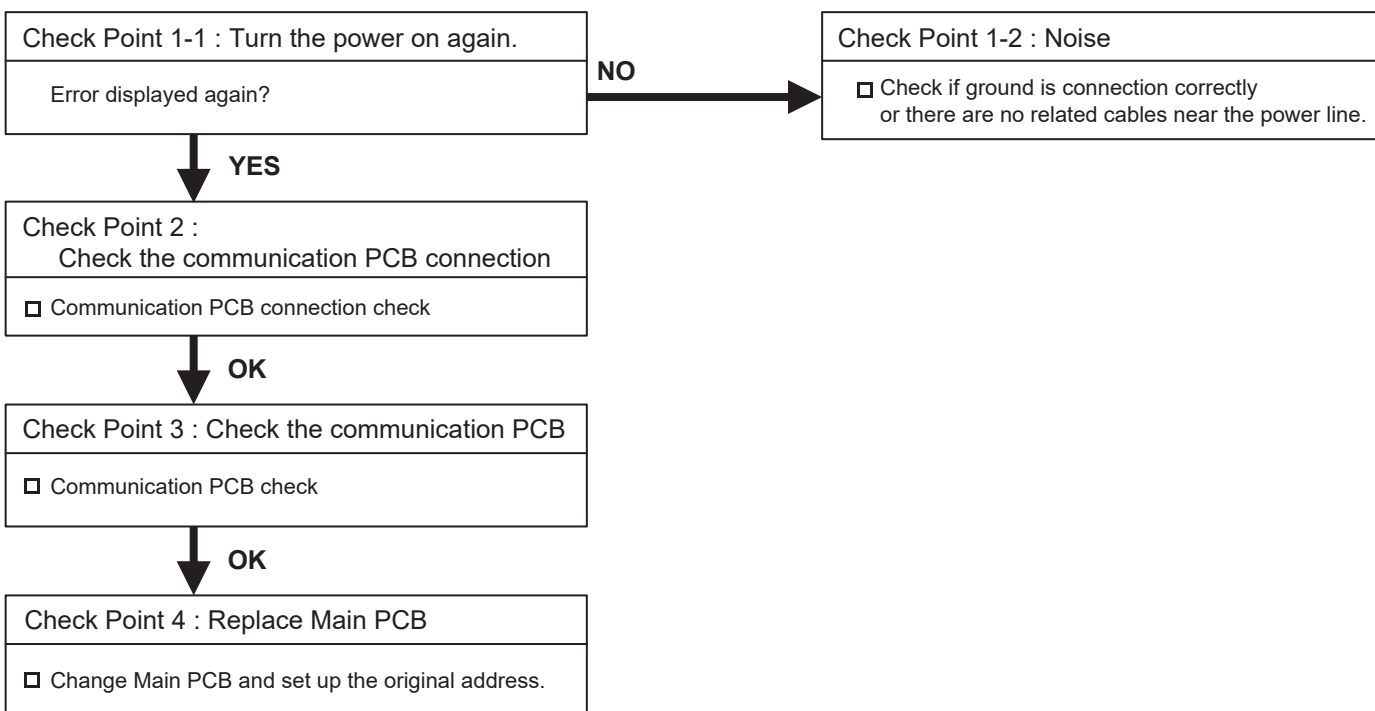 Check Point 1-1 : Turn the power on again.
Error displayed again?
NO
Check Point 1-2 : Noise
Check if ground is connection correctly
or there are no related cables near the power line.
YES
Check Point 2 :
Check the communication PCB connection
Communication PCB connection check
OK
Check Point 3 : Check the communication PCB
Communication PCB check
OK
Check Point 4 : Replace Main PCB
Change Main PCB and set up the original address.